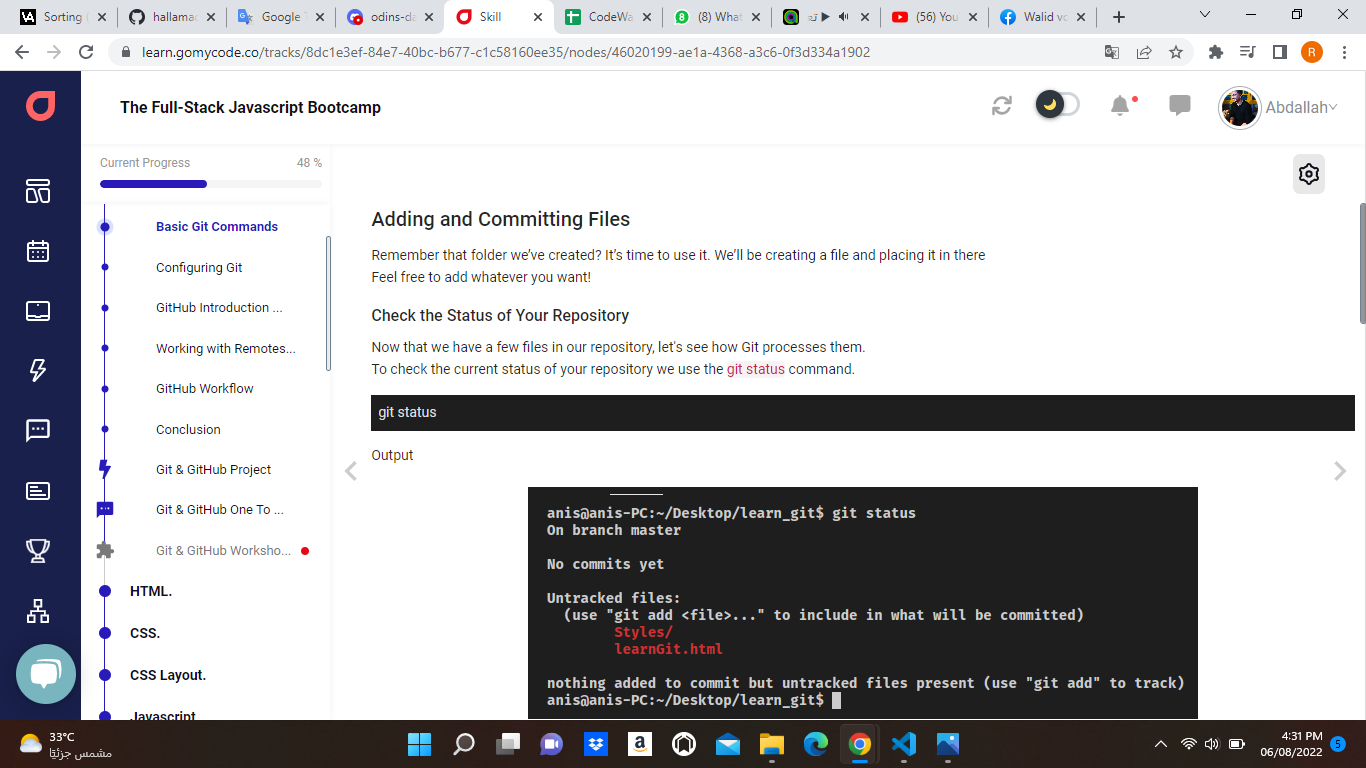 Sorting
hallamad
Google T
odins-da
Skill
CodeWa
(8) What
(56) You
Walid vo
learn.gomycode.co/tracks/8dc1e3ef-84e7-40bc-b677-c1c58160ee35/nodes/46020199-ae1a-4368-a3c6-0f3d334a1902
R
The Full-Stack Javascript Bootcamp
Abdallah
Current Progress
48 %
Basic Git Commands
Configuring Git
GitHub Introduction ...
Working with Remotes...
GitHub Workflow
Conclusion
Git & GitHub Project
Git & GitHub One To ...
Git & GitHub Worksho...
HTML.
CSS.
CSS Layout.
Javascript
Adding and Committing Files
Remember that folder we’ve created? It’s time to use it. We’ll be creating a file and placing it in there
Feel free to add whatever you want!
Check the Status of Your Repository
Now that we have a few files in our repository, let's see how Git processes them.
To check the current status of your repository we use the git status command.
git status
Output
anis@anis-PC:~/Desktop/learn_git$ git status
On branch master
No commits yet
Untracked files:
(use "git add <file>..." to include in what will be committed)
Styles/
learnGit.html
nothing added to commit but untracked files present (use "git add" to track)
anis@anis-PC:~/Desktop/learn_git$
33°C
مشمس جزئيًا
4:31 PM
06/08/2022
5